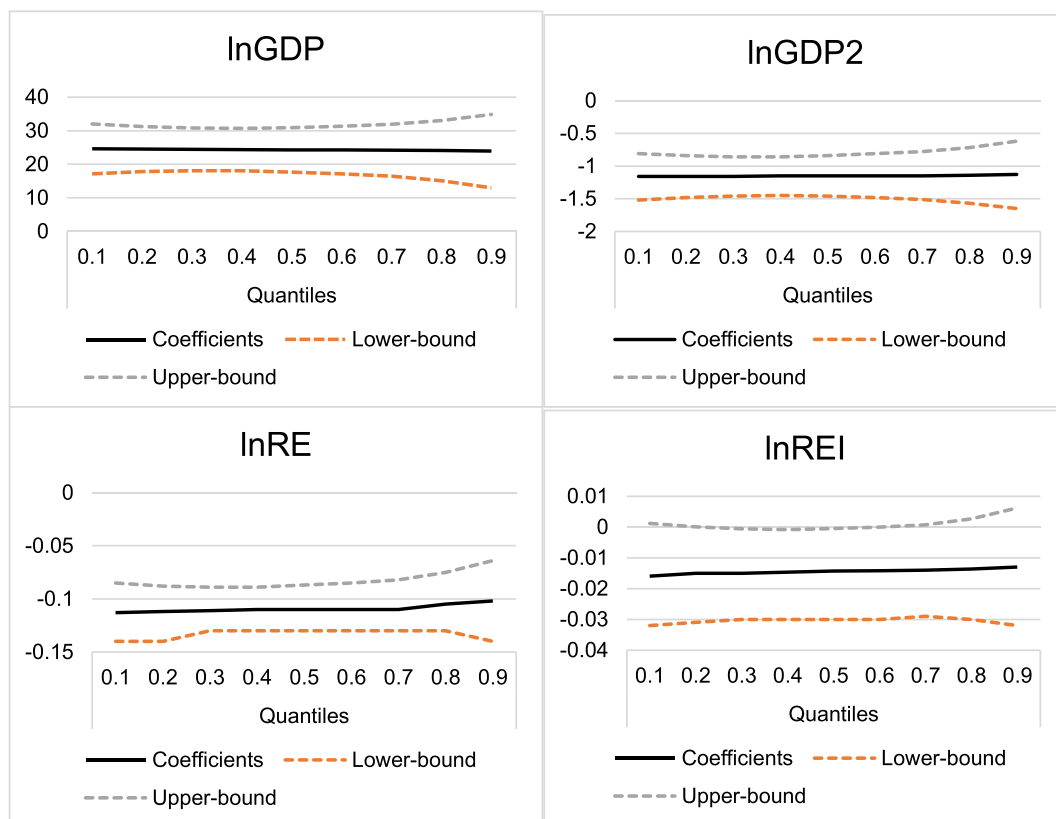 lnGDP
40
30
20
10
0
0.1 0.2 0.3 0.4 0.5 0.6 0.7 0.8 0.9
Quantiles
Coefficients Lower-bound
Upper-bound
lnGDP2
0
-0.5
-1
-1.5
-2
0.1 0.2 0.3 0.4 0.5 0.6 0.7 0.8 0.9
Quantiles
Coefficients Lower-bound
Upper-bound
lnRE
0
-0.05
-0.1
-0.15
0.1 0.2 0.3 0.4 0.5 0.6 0.7 0.8 0.9
Quantiles
Coefficients Lower-bound
Upper-bound
lnREI
0.01
0
-0.01
-0.02
-0.03
-0.04
0.1 0.2 0.3 0.4 0.5 0.6 0.7 0.8 0.9
Quantiles
Coefficients Lower-bound
Upper-bound